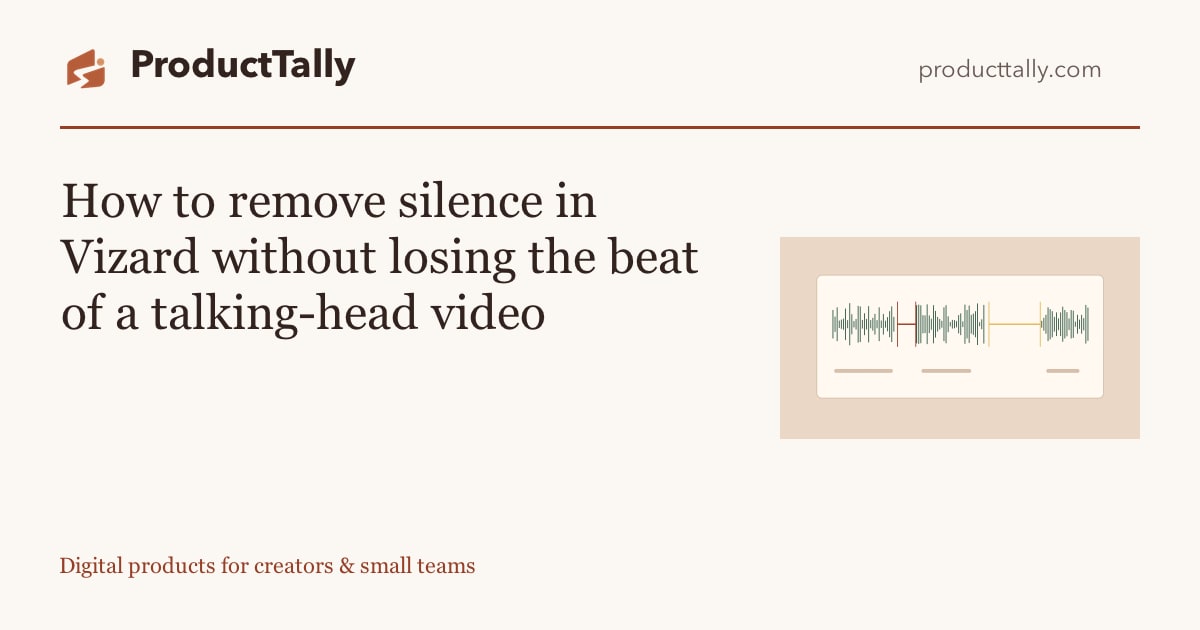 ProductTally
producttally.com
How to remove silence in
Vizard without losing the beat
of a talking-head video
Digital products for creators & small teams